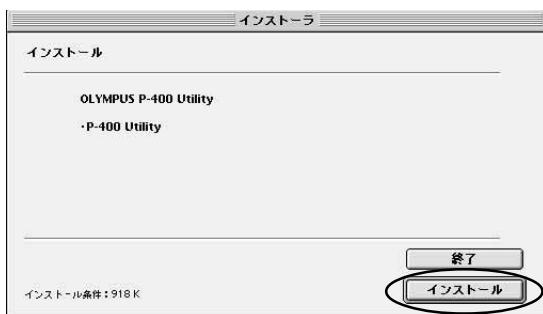 インストーラ
インストール
OLYMPUS P-400 Utility
・P-400 Utility
終了
インストール条件：918 K
インストール